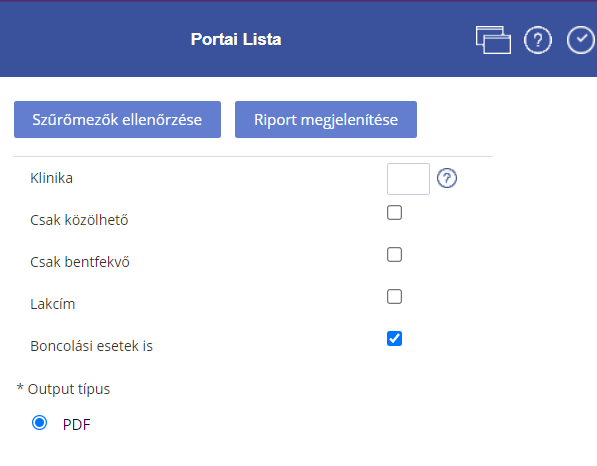 Portai Lista
Szűrőmezők ellenőrzése Riport megjelenítése
Klinika
Csak közölhető
Csak bentfekvő
Lakcím
Boncolási esetek is
* Output típus
PDF